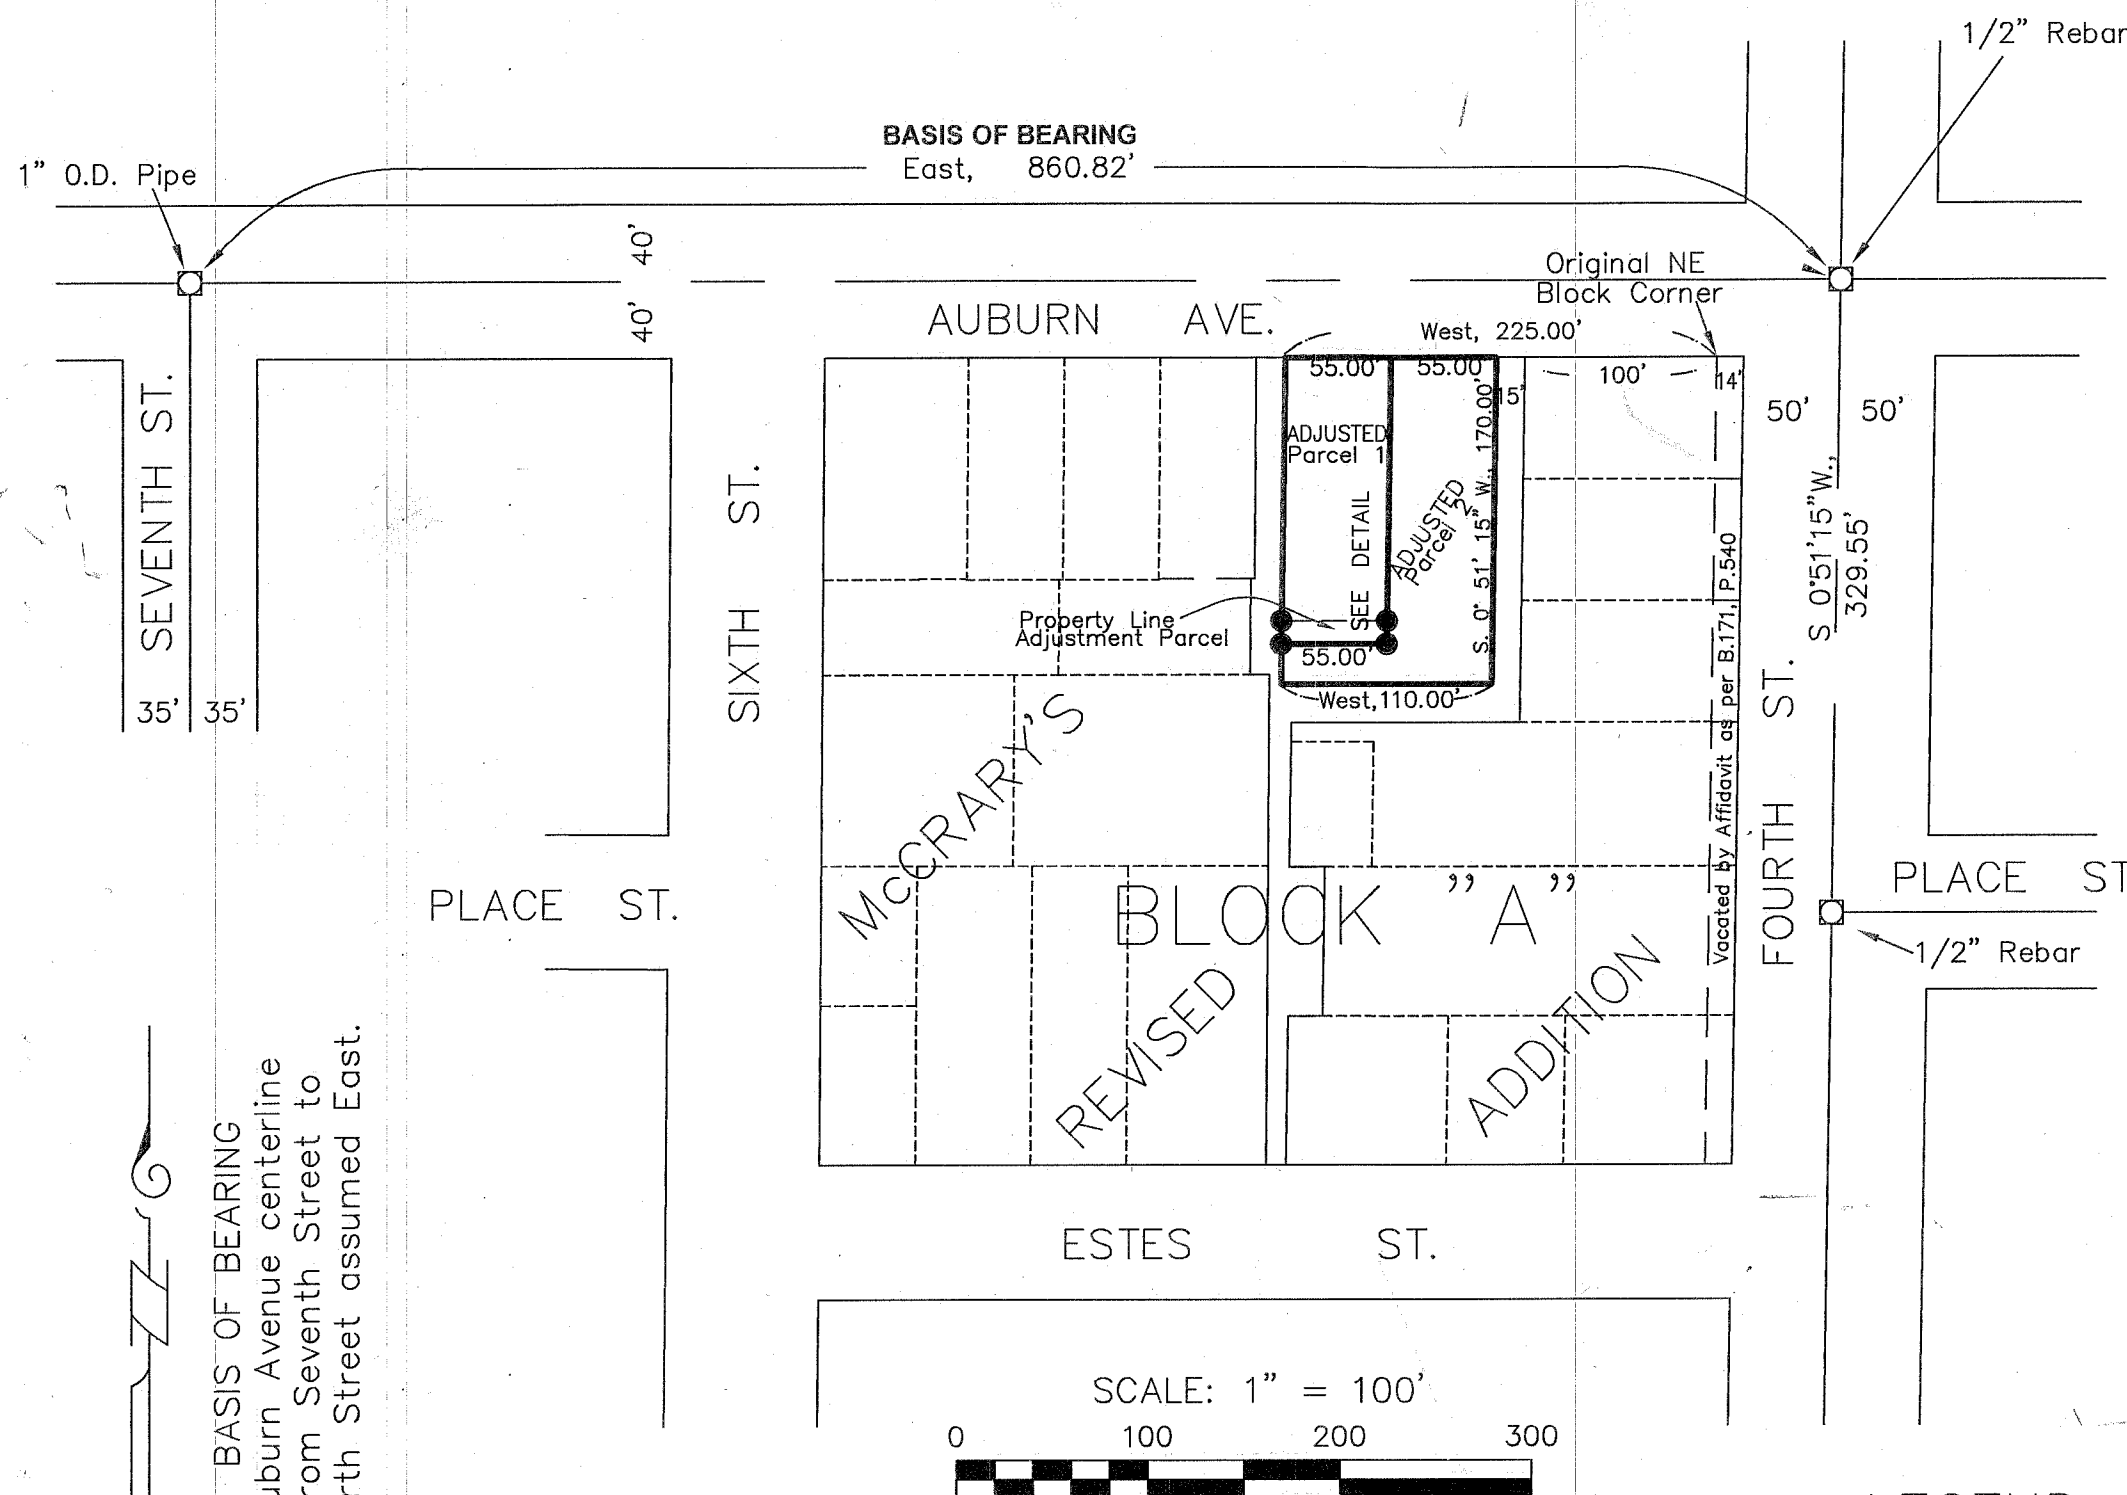 1/2" Rebar
BASIS OF BEARING
East, 860.82'
1" O.D. Pipe
40'
40'
Original NE
Block Corner
AUBURN AVE.
West, 225.00'
55.00'
55.00'
100'
14'
15'
50' 50'
SEVENTH ST.
SIXTH ST.
ADJUSTED
Parcel 1
ADJUSTED
Parcel 2
SEE DETAIL
S. 0° 51' 15" W., 170.00'
S 0°51'15"W.,
329.55'
Property Line
Adjustment Parcel
55.00'
West,110.00'
35' 35'
Vacated by Affidavit as per B.171, P.540
FOURTH ST.
McCRARY'S
REVISED
ADDITION
BLOCK "A"
PLACE ST.
PLACE ST
1/2" Rebar
N
BASIS OF BEARING
uburn Avenue centerline
rom Seventh Street to
rth Street assumed East.
ESTES ST.
SCALE: 1" = 100'
0 100 200 300